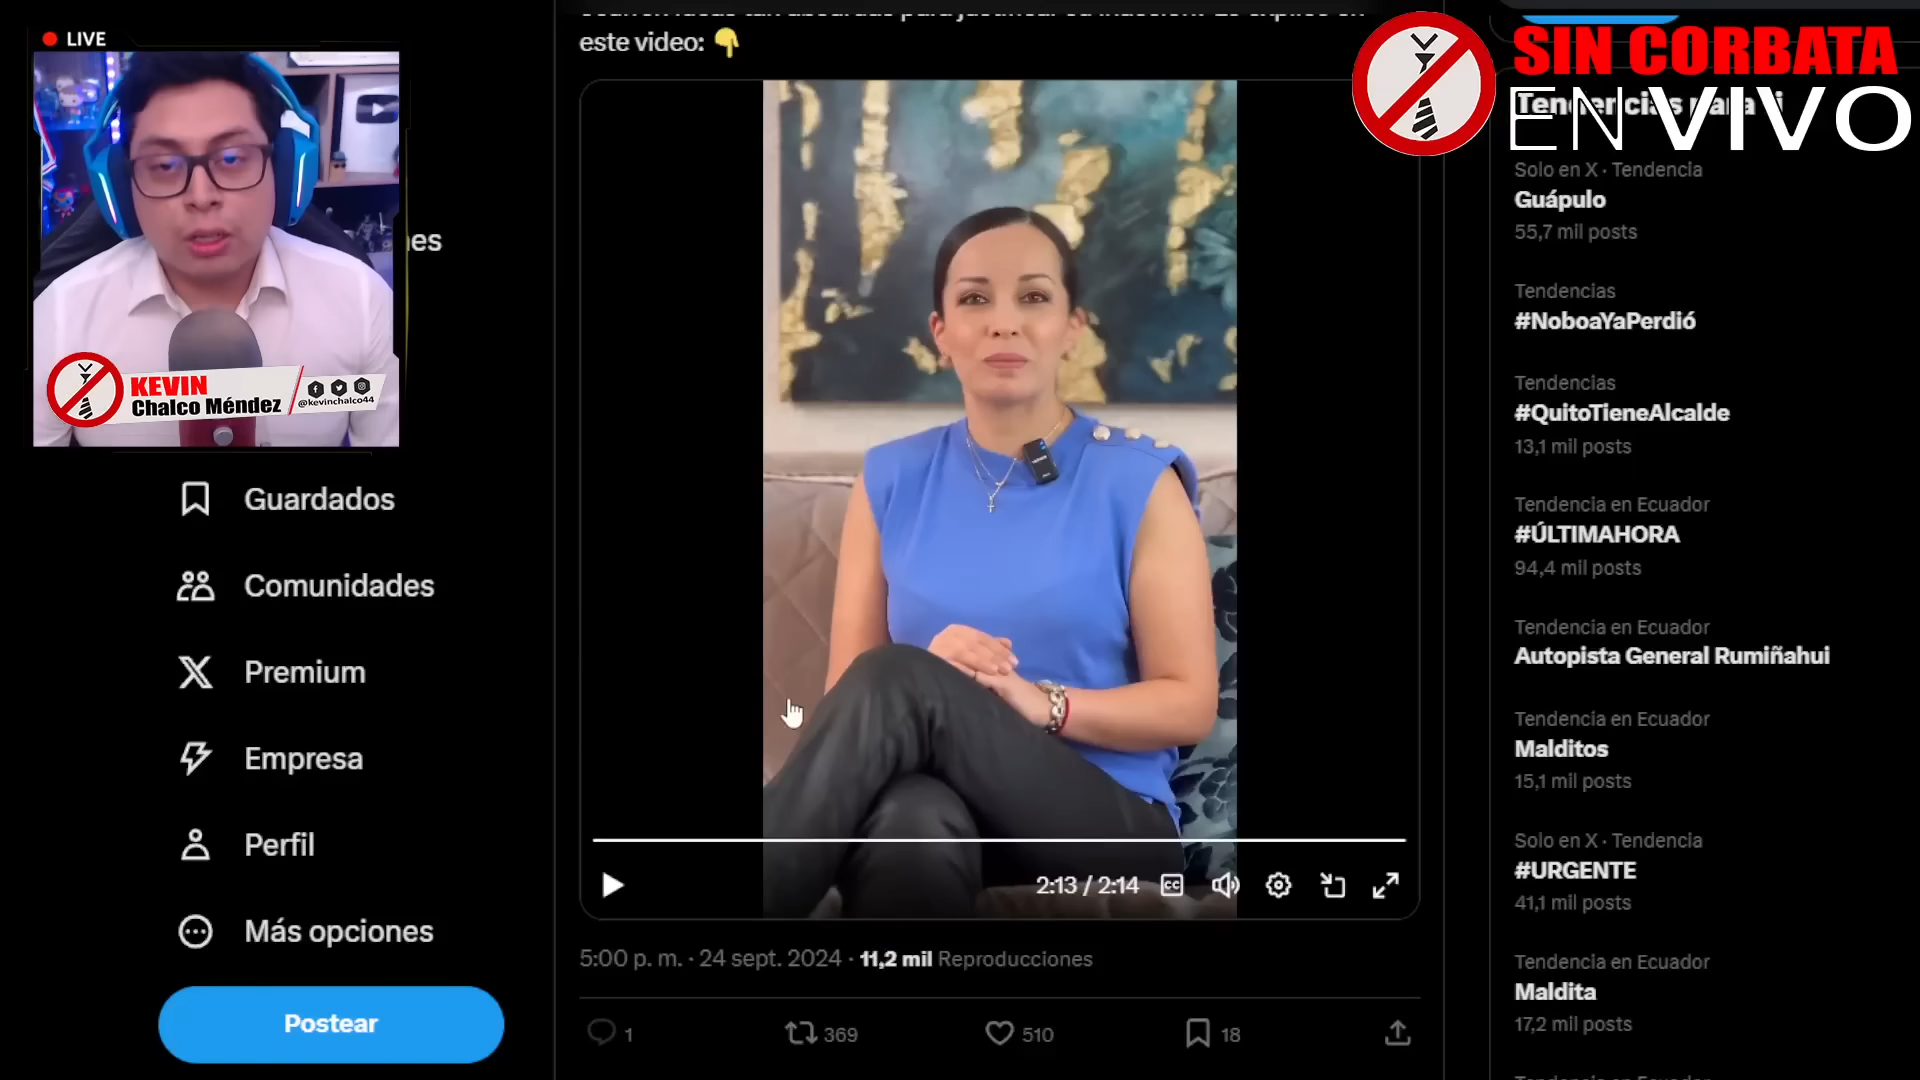 LIVE
KEVIN
Chalco Méndez
@kevinchalco44
es
Guardados
Comunidades
Premium
Empresa
Perfil
Más opciones
Postear
este video: 👇
2:13 / 2:14
CC
5:00 p. m. · 24 sept. 2024 · 11,2 mil Reproducciones
1
369
510
18
SIN CORBATA
EN VIVO
Tendencias para ti
Solo en X · Tendencia
Guápulo
55,7 mil posts
Tendencias
#NoboaYaPerdió
Tendencias
#QuitoTieneAlcalde
13,1 mil posts
Tendencia en Ecuador
#ÚLTIMAHORA
94,4 mil posts
Tendencia en Ecuador
Autopista General Rumiñahui
Tendencia en Ecuador
Malditos
15,1 mil posts
Solo en X · Tendencia
#URGENTE
41,1 mil posts
Tendencia en Ecuador
Maldita
17,2 mil posts